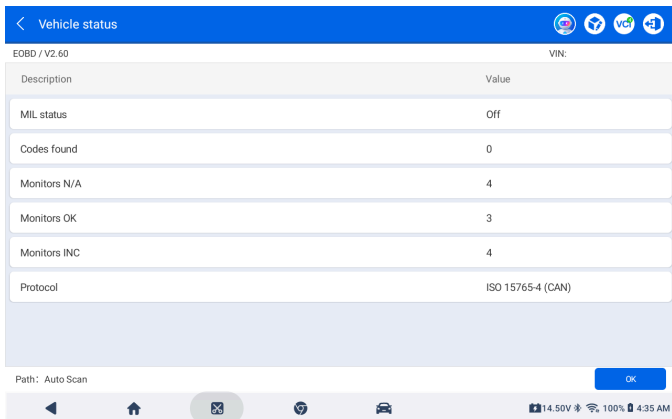 Vehicle status
VCI
EOBD / V2.60 VIN:
Description Value
MIL status Off
Codes found 0
Monitors N/A 4
Monitors OK 3
Monitors INC 4
Protocol ISO 15765-4 (CAN)
Path: Auto Scan OK
14.50V 100% 4:35 AM